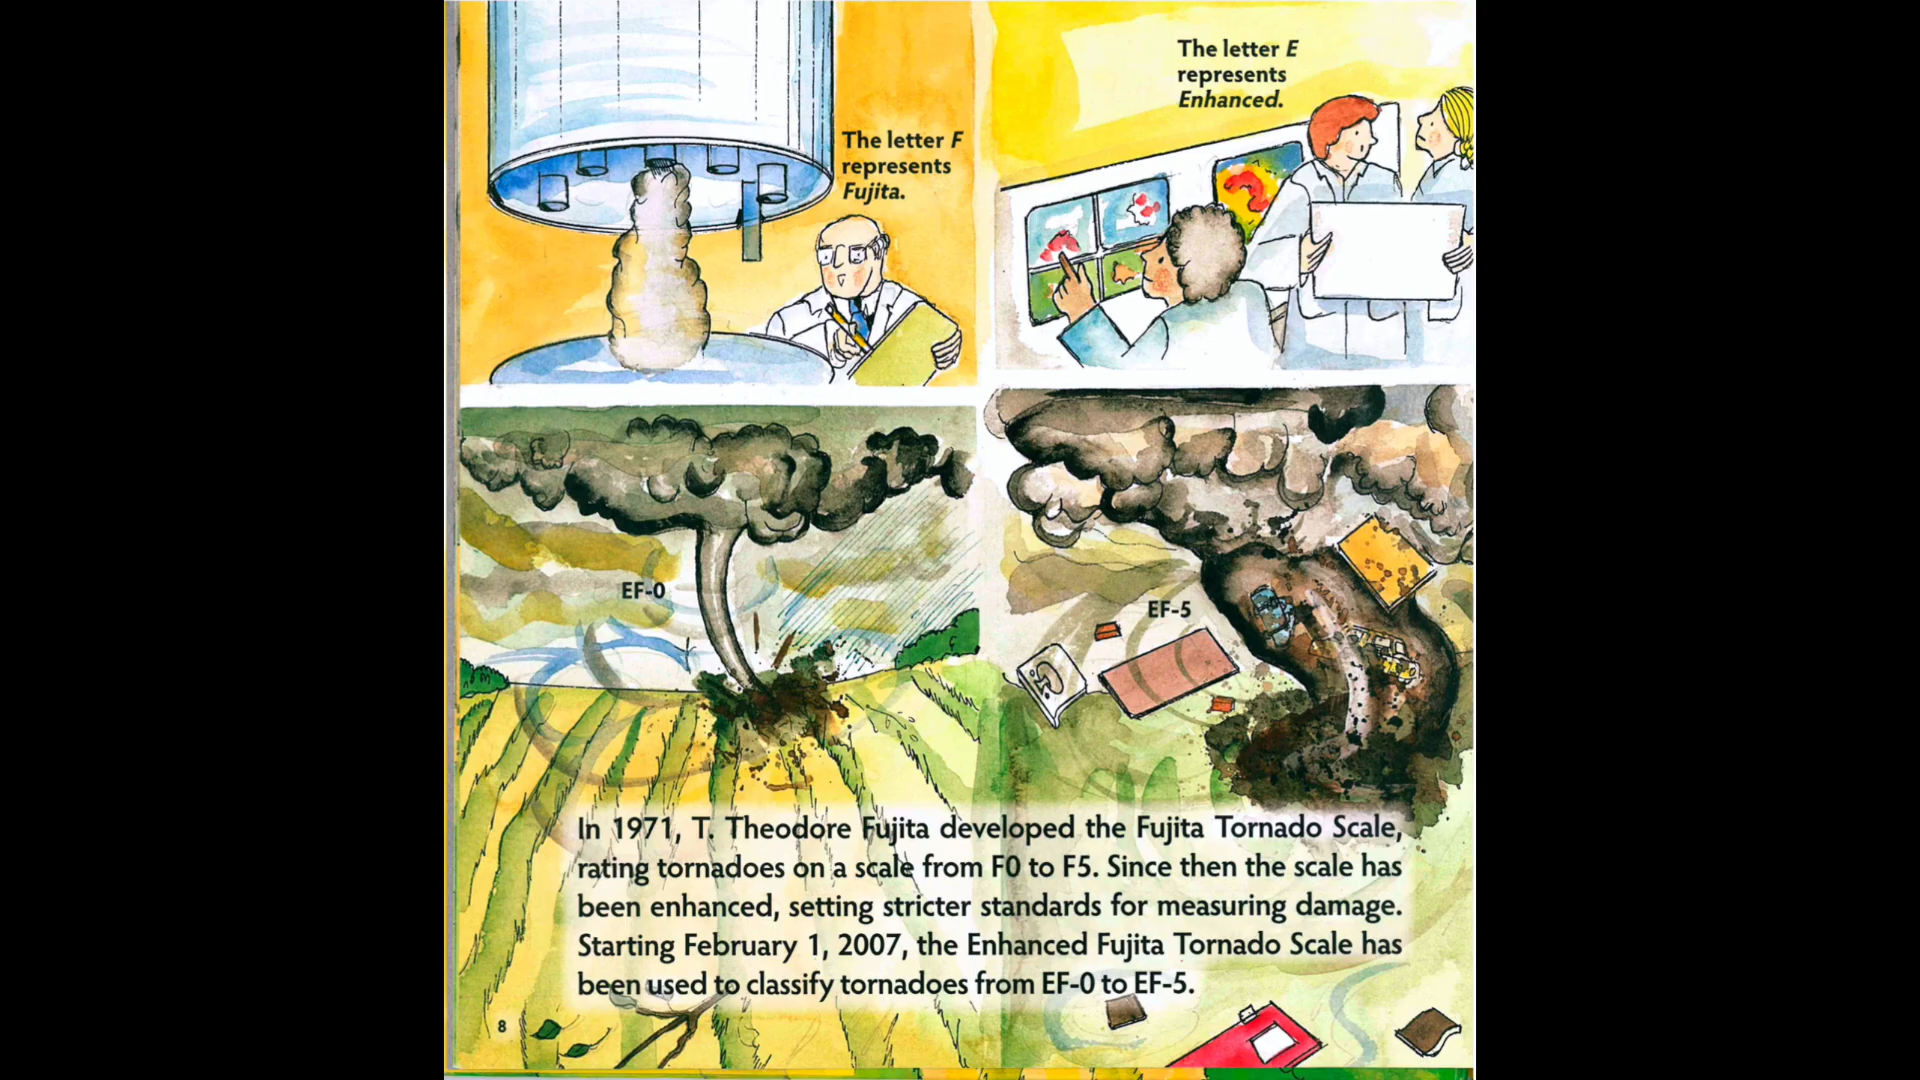 The letter E
represents
Enhanced.
The letter F
represents
Fujita.
EF-0
EF-5
In 1971, T. Theodore Fujita developed the Fujita Tornado Scale,
rating tornadoes on a scale from F0 to F5. Since then the scale has
been enhanced, setting stricter standards for measuring damage.
Starting February 1, 2007, the Enhanced Fujita Tornado Scale has
been used to classify tornadoes from EF-0 to EF-5.
8